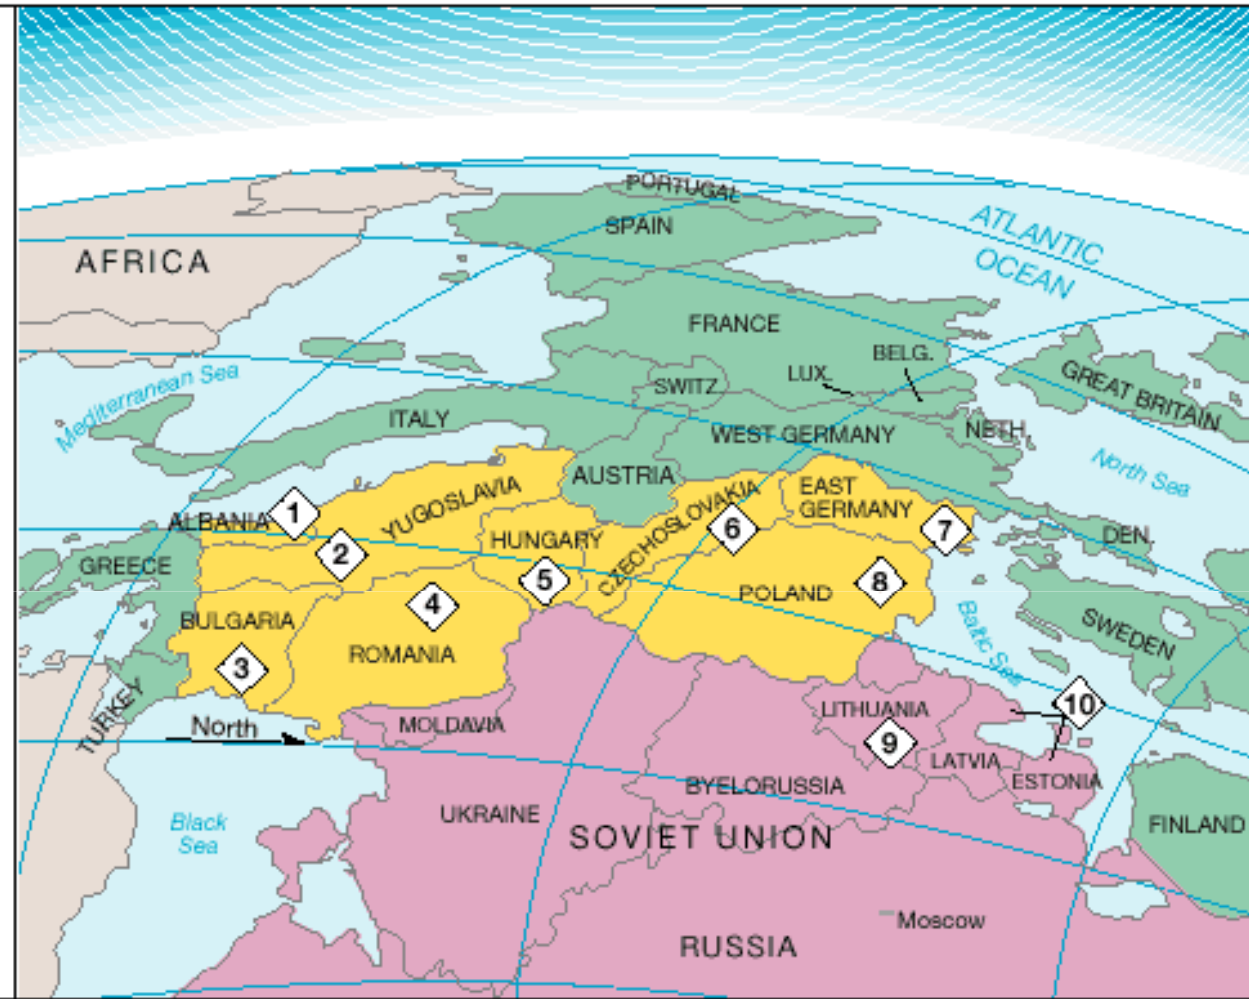 PORTUGAL
SPAIN
ATLANTIC
OCEAN
AFRICA
FRANCE
BELG.
LUX.
SWITZ
GREAT BRITAIN
Mediterranean Sea
ITALY
WEST GERMANY
NETH.
North Sea
AUSTRIA
YUGOSLAVIA
CZECHOSLOVAKIA
EAST
GERMANY
ALBANIA
1
2
HUNGARY
6
7
DEN.
GREECE
5
8
POLAND
4
BULGARIA
Baltic Sea
SWEDEN
3
ROMANIA
TURKEY
North
MOLDAVIA
LITHUANIA
10
9
LATVIA
ESTONIA
BYELORUSSIA
Black
Sea
UKRAINE
SOVIET UNION
FINLAND
Moscow
RUSSIA